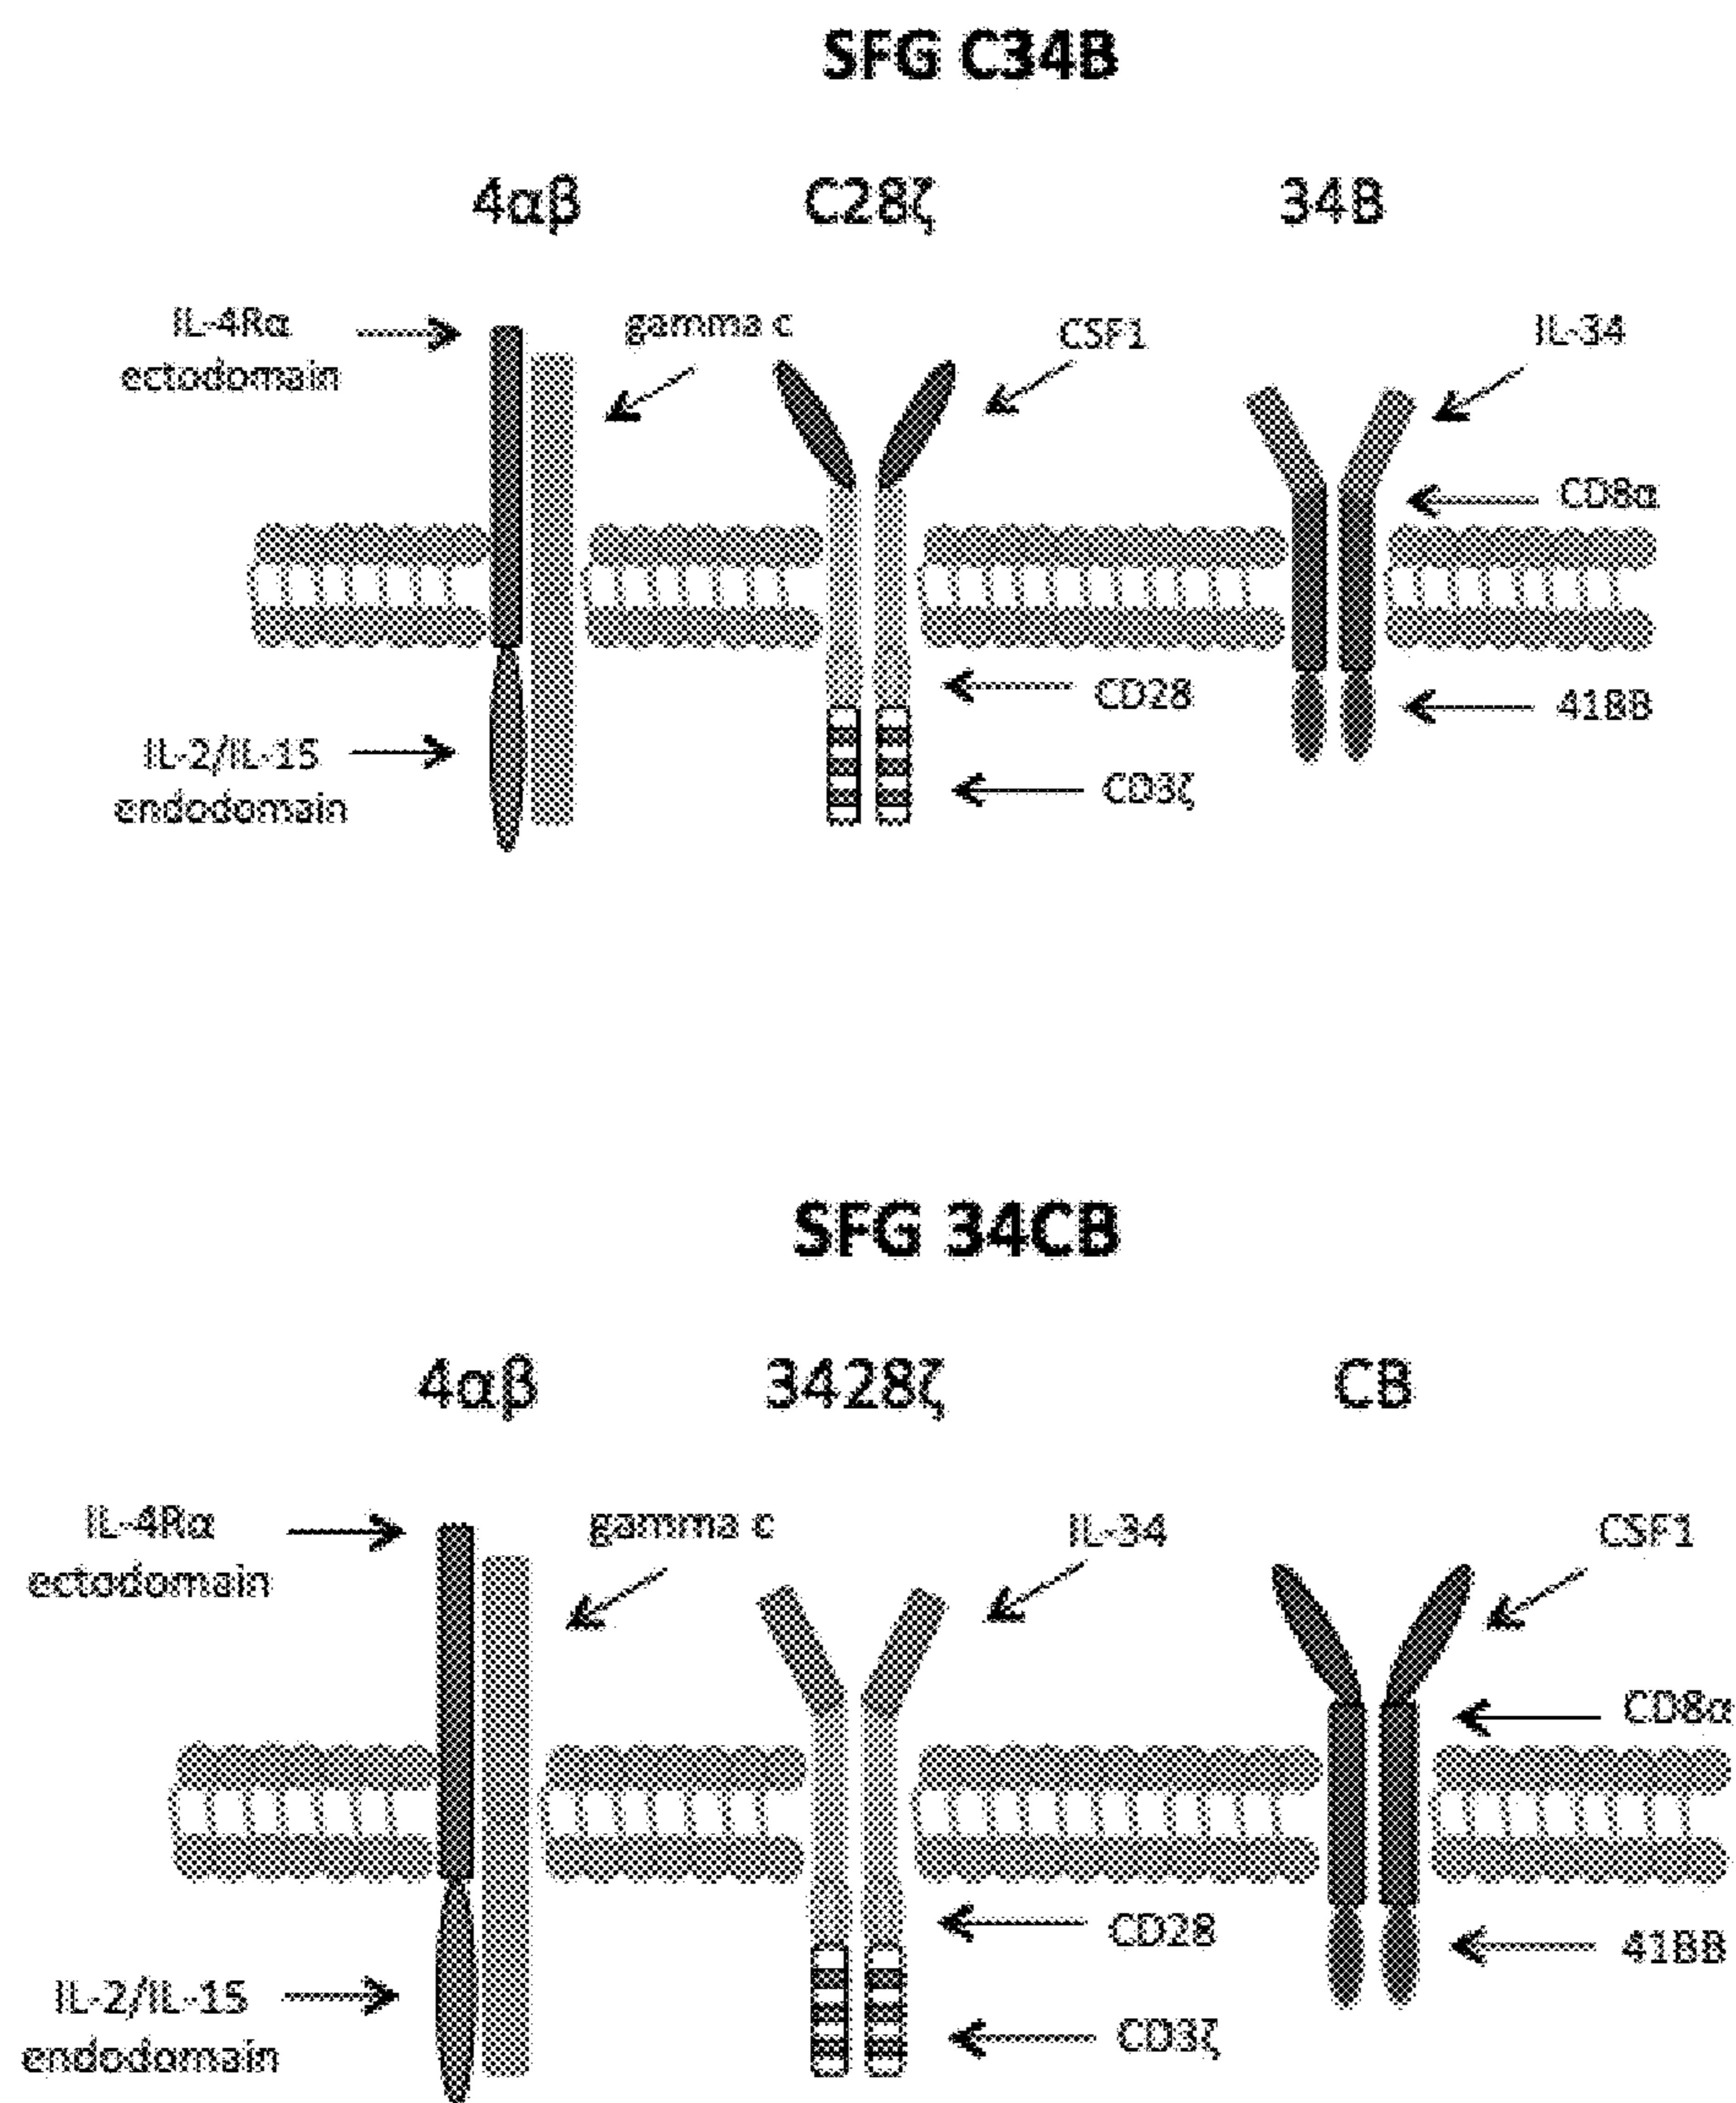 SFG C34B
4αβ
C28ζ
34B
IL-4Rα
ectodomain
gamma c
CSF1
IL-34
CD8α
CD28
41BB
IL-2/IL-15
endodomain
CD3ζ
SFG 34CB
4αβ
3428ζ
CB
IL-4Rα
ectodomain
gamma c
IL-34
CSF1
CD8α
CD28
41BB
IL-2/IL-15
endodomain
CD3ζ